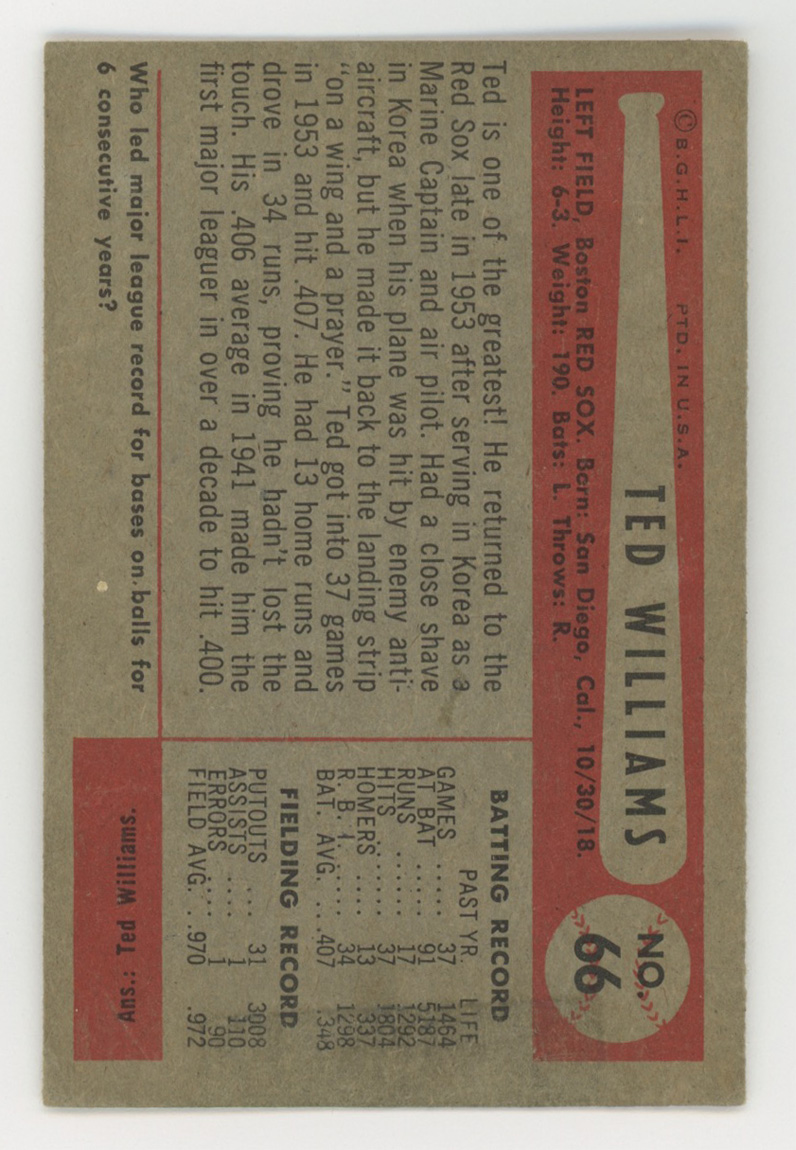 © B.G.H.L.I. PTD. IN U.S.A.
TED WILLIAMS
NO.
66
LEFT FIELD, Boston RED SOX. Born: San Diego, Cal., 10/30/18.
Height: 6-3. Weight: 190. Bats: L. Throws: R.
Ted is one of the greatest! He returned to the
Red Sox late in 1953 after serving in Korea as a
Marine Captain and air pilot. Had a close shave
in Korea when his plane was hit by enemy anti-
aircraft, but he made it back to the landing strip
"on a wing and a prayer." Ted got into 37 games
in 1953 and hit .407. He had 13 home runs and
drove in 34 runs, proving he hadn't lost the
touch. His .406 average in 1941 made him the
first major leaguer in over a decade to hit .400.
BATTING RECORD
PAST YR. LIFE
GAMES ..... 37 1464
AT BAT ..... 91 5187
RUNS ...... 17 1292
HITS ...... 37 1804
HOMERS .... 13 337
R. B. I. ..... 34 1298
BAT. AVG. ... .407 .348
FIELDING RECORD
PUTOUTS ... 31 3008
ASSISTS .... 1 110
ERRORS .... 1 90
FIELD AVG. . .970 .972
Who led major league record for bases on balls for
6 consecutive years?
Ans.: Ted Williams.